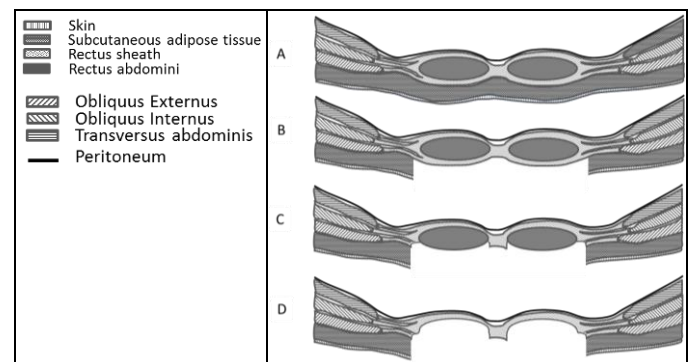 Skin
Subcutaneous adipose tissue
Rectus sheath
Rectus abdomini
Obliquus Externus
Obliquus Internus
Transversus abdominis
Peritoneum
A
B
C
D